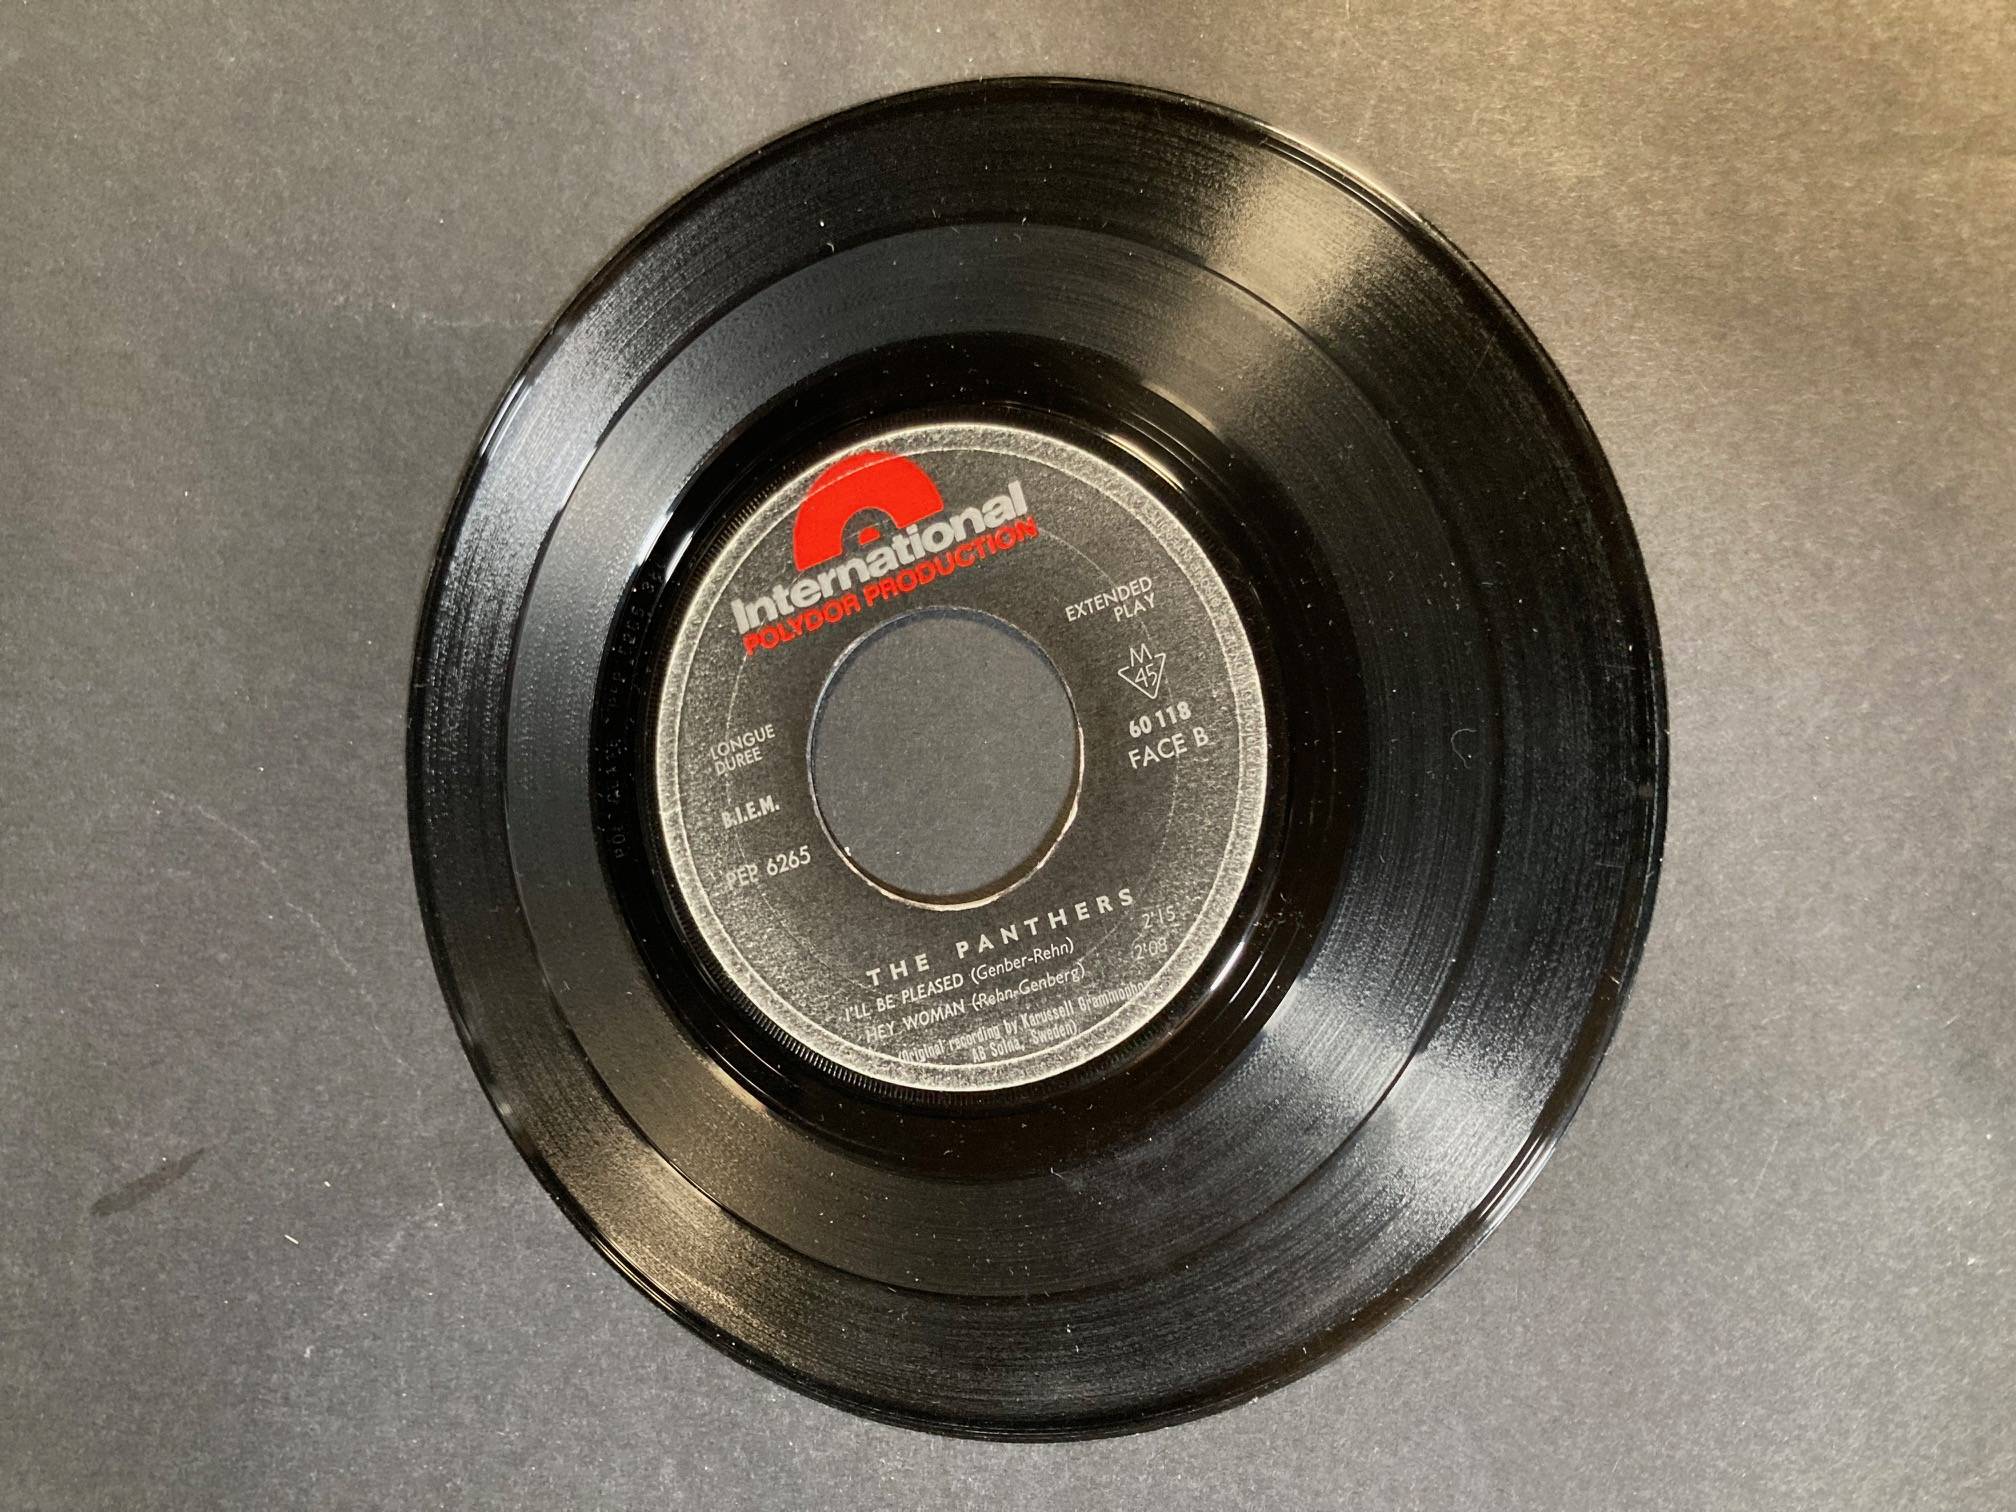 International
POLYDOR PRODUCTION
EXTENDED
PLAY
M
45
60 118
FACE B
LONGUE
DUREE
B.I.E.M.
PEP 6265
THE PANTHERS
I'LL BE PLEASED (Genber-Rehn) 2'15
HEY WOMAN (Rehn-Genberg) 2'08
(Original recording by Karussell Grammopho
AB Solna, Sweden)